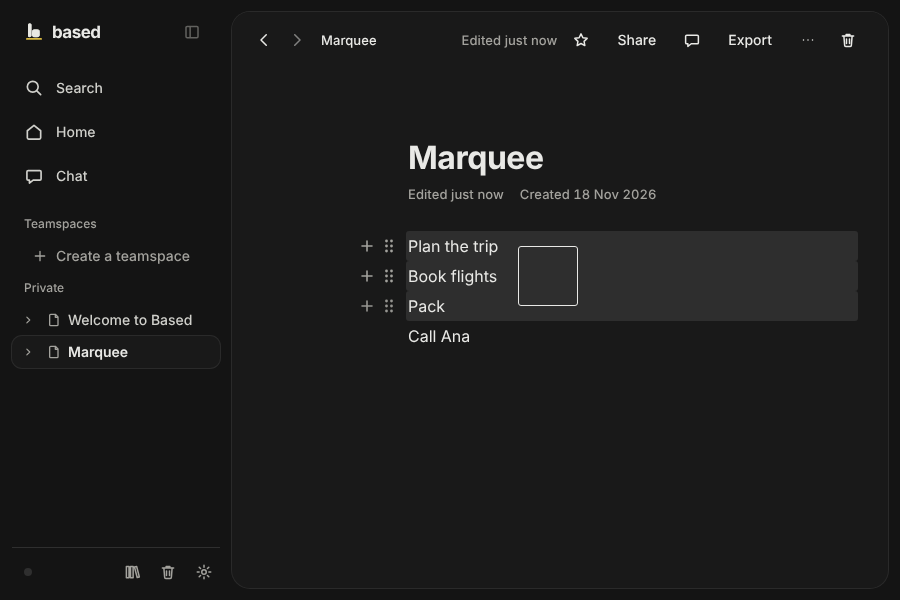 based
Search
Home
Chat
Teamspaces
Create a teamspace
Private
Welcome to Based
Marquee
Marquee
Edited just now
Share
Export
Marquee
Edited just now Created 18 Nov 2026
Plan the trip
Book flights
Pack
Call Ana